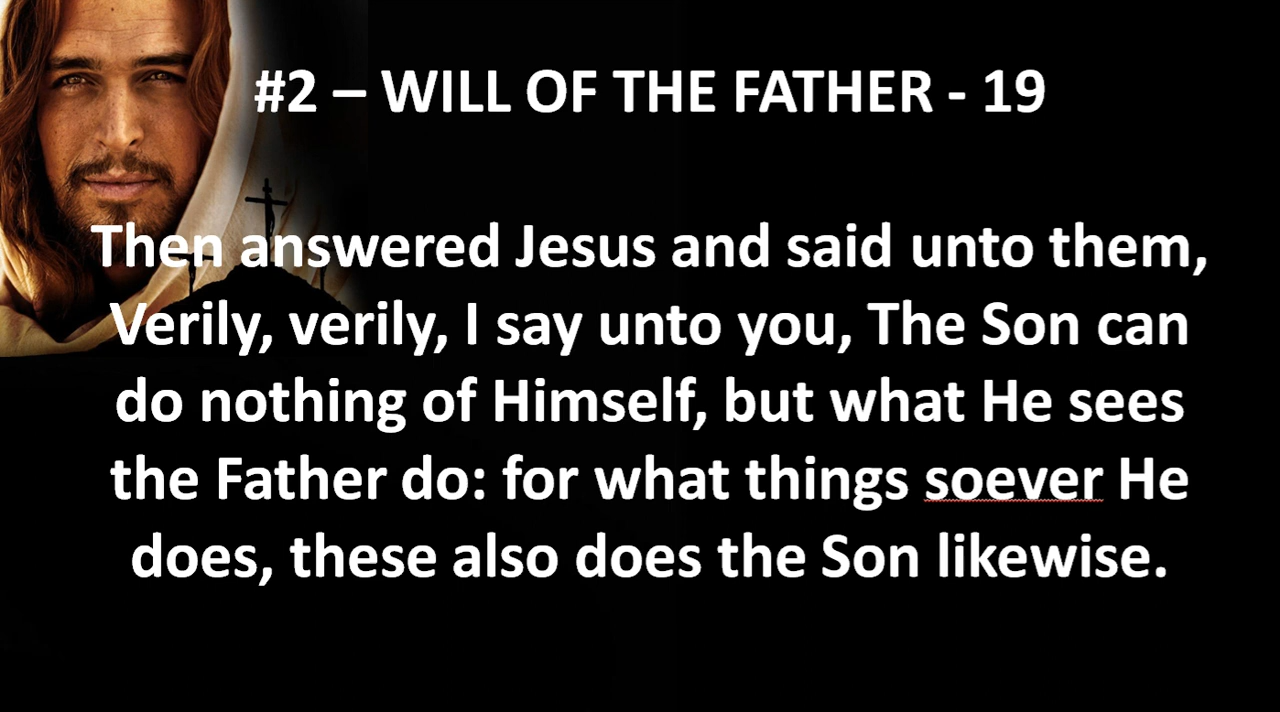 #2 – WILL OF THE FATHER - 19
Then answered Jesus and said unto them,
Verily, verily, I say unto you, The Son can
do nothing of Himself, but what He sees
the Father do: for what things soever He
does, these also does the Son likewise.